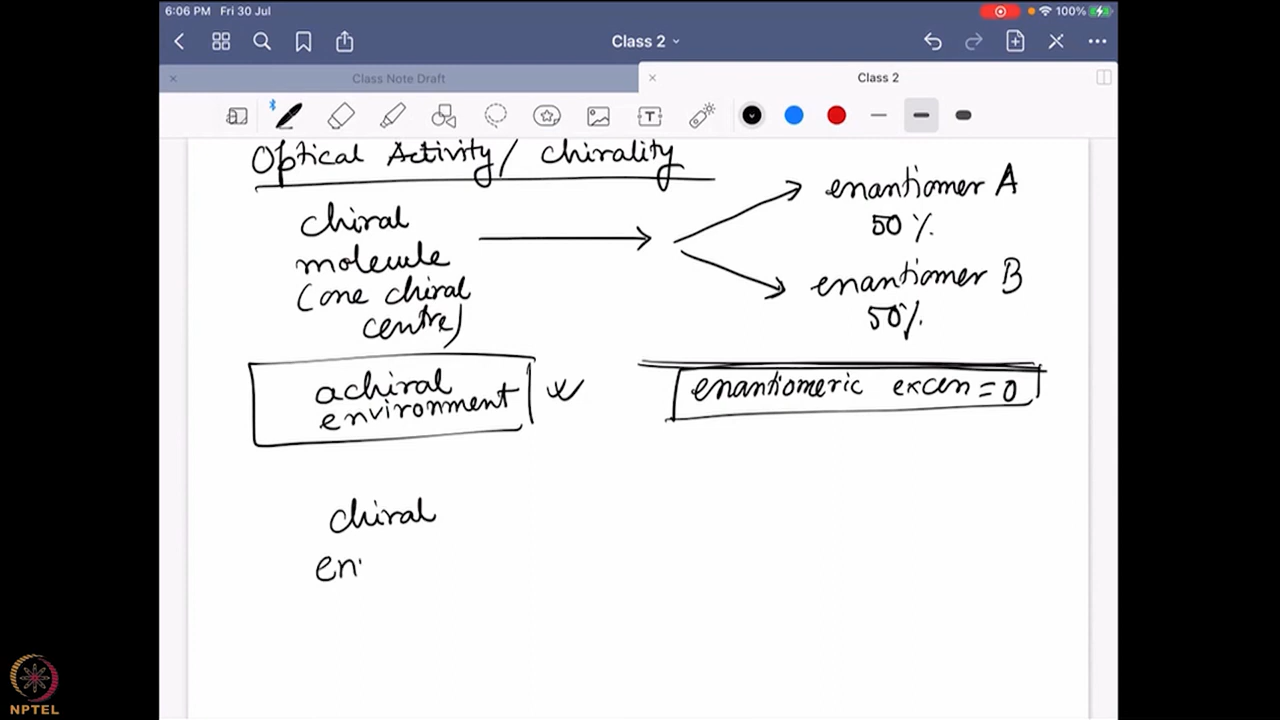 6:06 PM Fri 30 Jul
100%
Class 2
Class Note Draft
Class 2
Optical Activity / Chirality
chiral
molecule
(one chiral
centre)
enantiomer A
50 %.
enantiomer B
50%.
achiral
environment
enantiomeric excess = 0
chiral
en
NPTEL